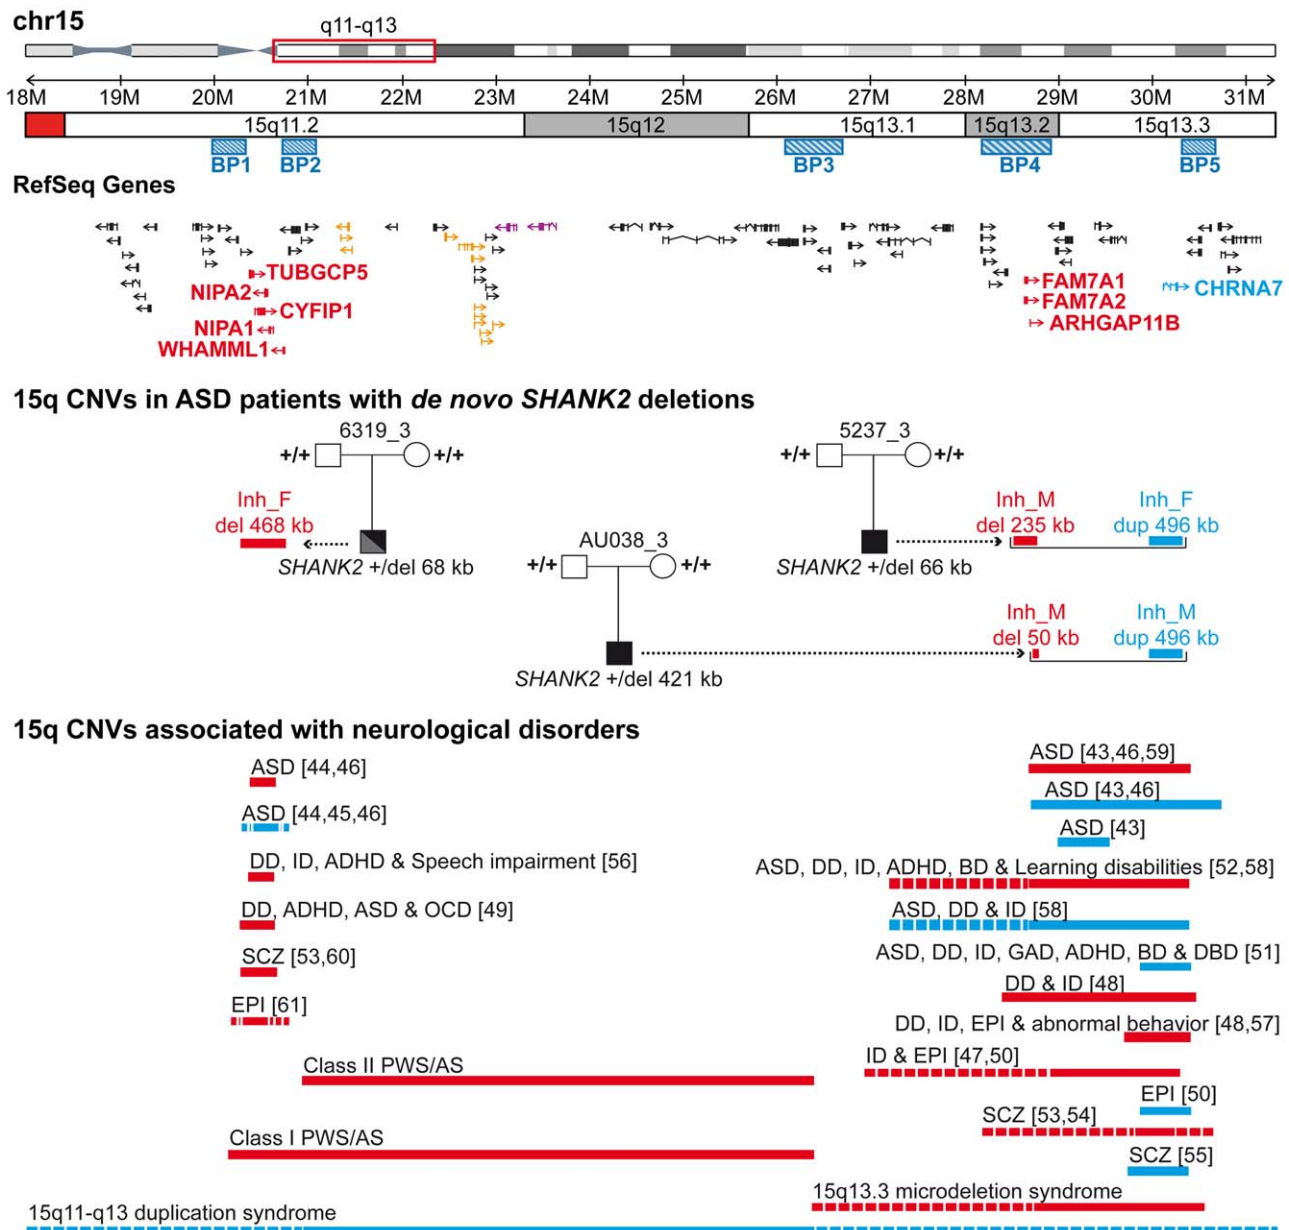 chr15
q11-q13
18M 19M 20M 21M 22M 23M 24M 25M 26M 27M 28M 29M 30M 31M
15q11.2 15q12 15q13.1 15q13.2 15q13.3
BP1 BP2 BP3 BP4 BP5
RefSeq Genes
TUBGCP5
NIPA2
CYFIP1
NIPA1
WHAMML1
FAM7A1
FAM7A2
ARHGAP11B
CHRNA7
15q CNVs in ASD patients with de novo SHANK2 deletions
6319_3
+/+ +/+
Inh_F
del 468 kb
SHANK2 +/del 68 kb
AU038_3
+/+ +/+
SHANK2 +/del 421 kb
5237_3
+/+ +/+
SHANK2 +/del 66 kb
Inh_M Inh_F
del 235 kb dup 496 kb
Inh_M Inh_M
del 50 kb dup 496 kb
15q CNVs associated with neurological disorders
ASD [44,46]
ASD [44,45,46]
DD, ID, ADHD & Speech impairment [56]
DD, ADHD, ASD & OCD [49]
SCZ [53,60]
EPI [61]
Class II PWS/AS
Class I PWS/AS
15q11-q13 duplication syndrome
ASD [43,46,59]
ASD [43,46]
ASD [43]
ASD, DD, ID, ADHD, BD & Learning disabilities [52,58]
ASD, DD & ID [58]
ASD, DD, ID, GAD, ADHD, BD & DBD [51]
DD & ID [48]
DD, ID, EPI & abnormal behavior [48,57]
ID & EPI [47,50]
EPI [50]
SCZ [53,54]
SCZ [55]
15q13.3 microdeletion syndrome